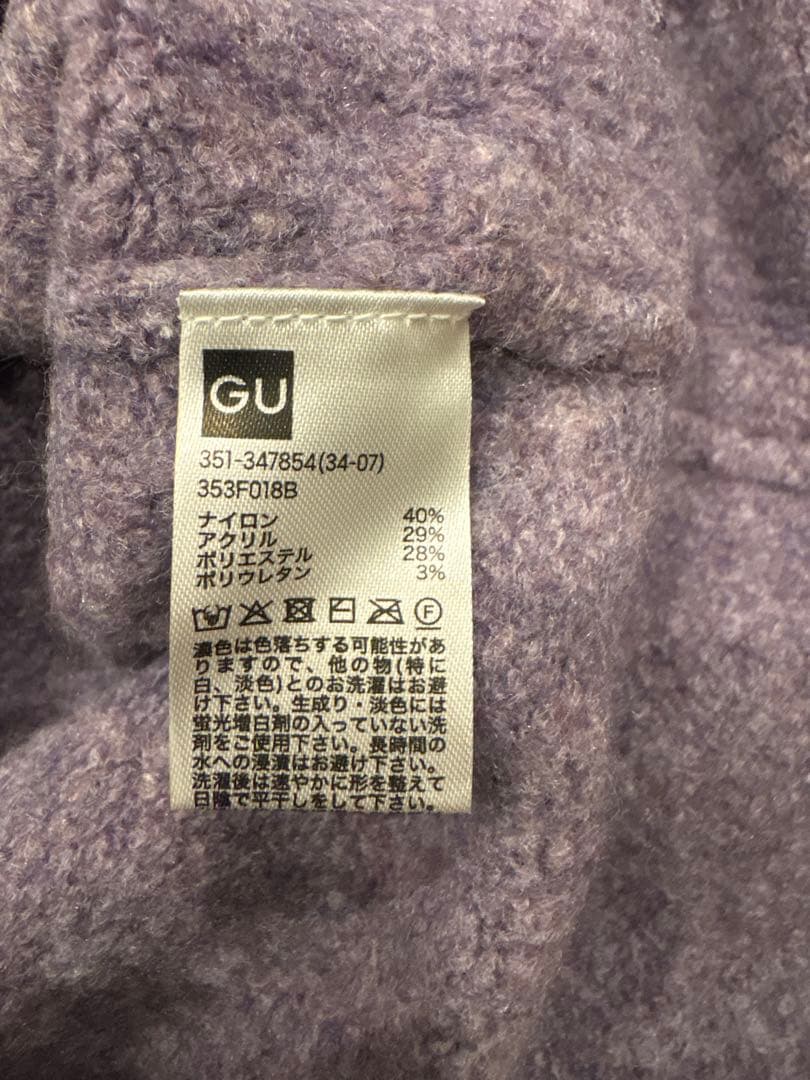 GU
351-347854(34-07)
353F018B
ナイロン 40%
アクリル 29%
ポリエステル 28%
ポリウレタン 3%
F
濃色は色落ちする可能性があ
りますので、他の物(特に
白、淡色)とのお洗濯はお避
け下さい。生成り・淡色には
蛍光増白剤の入っていない洗
剤をご使用下さい。長時間の
水への浸漬はお避け下さい。
洗濯後は速やかに形を整えて
日陰で平干しをして下さい。